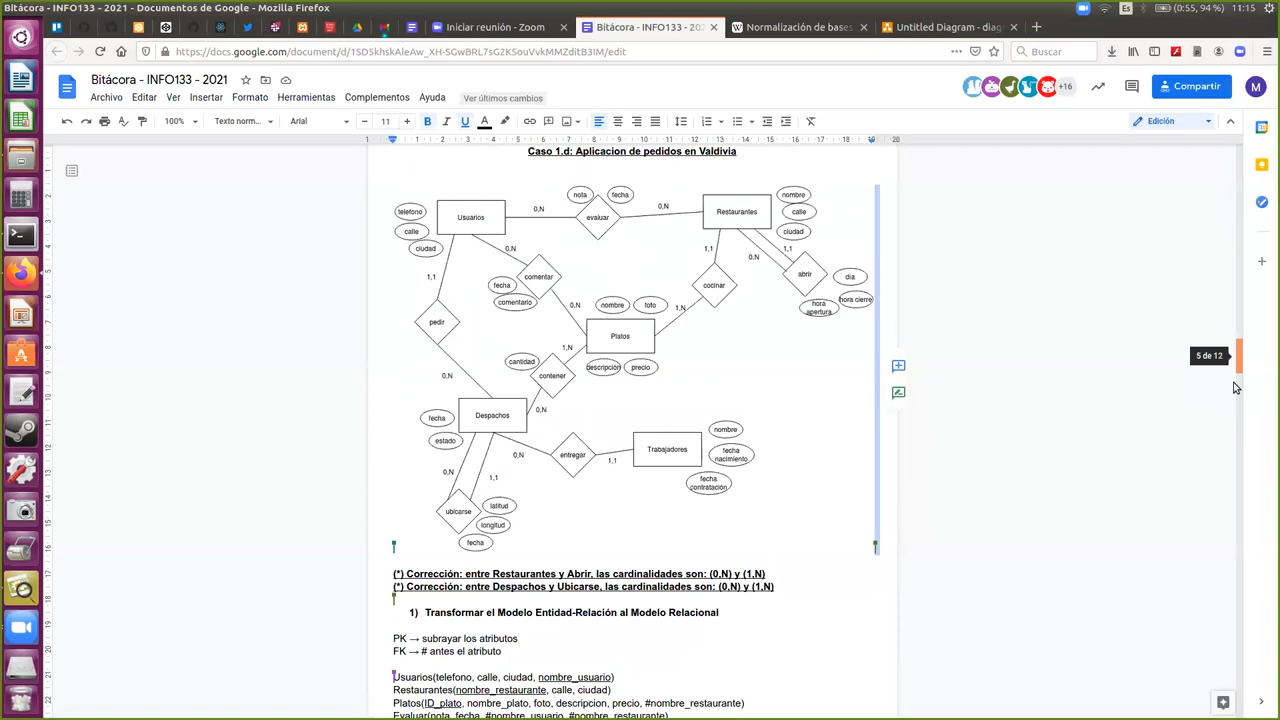 Bitácora - INFO133 - 2021 - Documentos de Google - Mozilla Firefox
Es
(0:55, 94 %)
11:15
Iniciar reunión - Zoom
Bitácora - INFO133 - 202
Normalización de bases
Untitled Diagram - diag
https://docs.google.com/document/d/1SD5khskAleAw_XH-SGwBRL7sG2KSouVvkMMZditB3IM/edit
Buscar
Bitácora - INFO133 - 2021
+16
Compartir
M
Archivo Editar Ver Insertar Formato Herramientas Complementos Ayuda
Ver últimos cambios
100%
Texto norm...
Arial
11
Edición
Caso 1.d: Aplicacion de pedidos en Valdivia
nota
fecha
nombre
telefono
Usuarios
0,N
evaluar
0,N
Restaurantes
calle
calle
ciudad
ciudad
0,N
1,1
1,1
0,N
abrir
dia
1,1
comentar
cocinar
fecha
hora cierre
comentario
0,N
nombre
foto
1,N
hora apertura
pedir
Platos
1,N
cantidad
descripción
precio
0,N
contener
fecha
Despachos
0,N
estado
nombre
0,N
entregar
1,1
Trabajadores
fecha nacimiento
0,N
1,1
fecha contratación
ubicarse
latitud
longitud
fecha
(*) Corrección: entre Restaurantes y Abrir, las cardinalidades son: (0,N) y (1,N)
(*) Corrección: entre Despachos y Ubicarse, las cardinalidades son: (0,N) y (1,N)
1) Transformar el Modelo Entidad-Relación al Modelo Relacional
PK → subrayar los atributos
FK → # antes el atributo
Usuarios(telefono, calle, ciudad, nombre_usuario)
Restaurantes(nombre_restaurante, calle, ciudad)
Platos(ID_plato, nombre_plato, foto, descripcion, precio, #nombre_restaurante)
Evaluar(nota, fecha, #nombre_usuario, #nombre_restaurante)
5 de 12